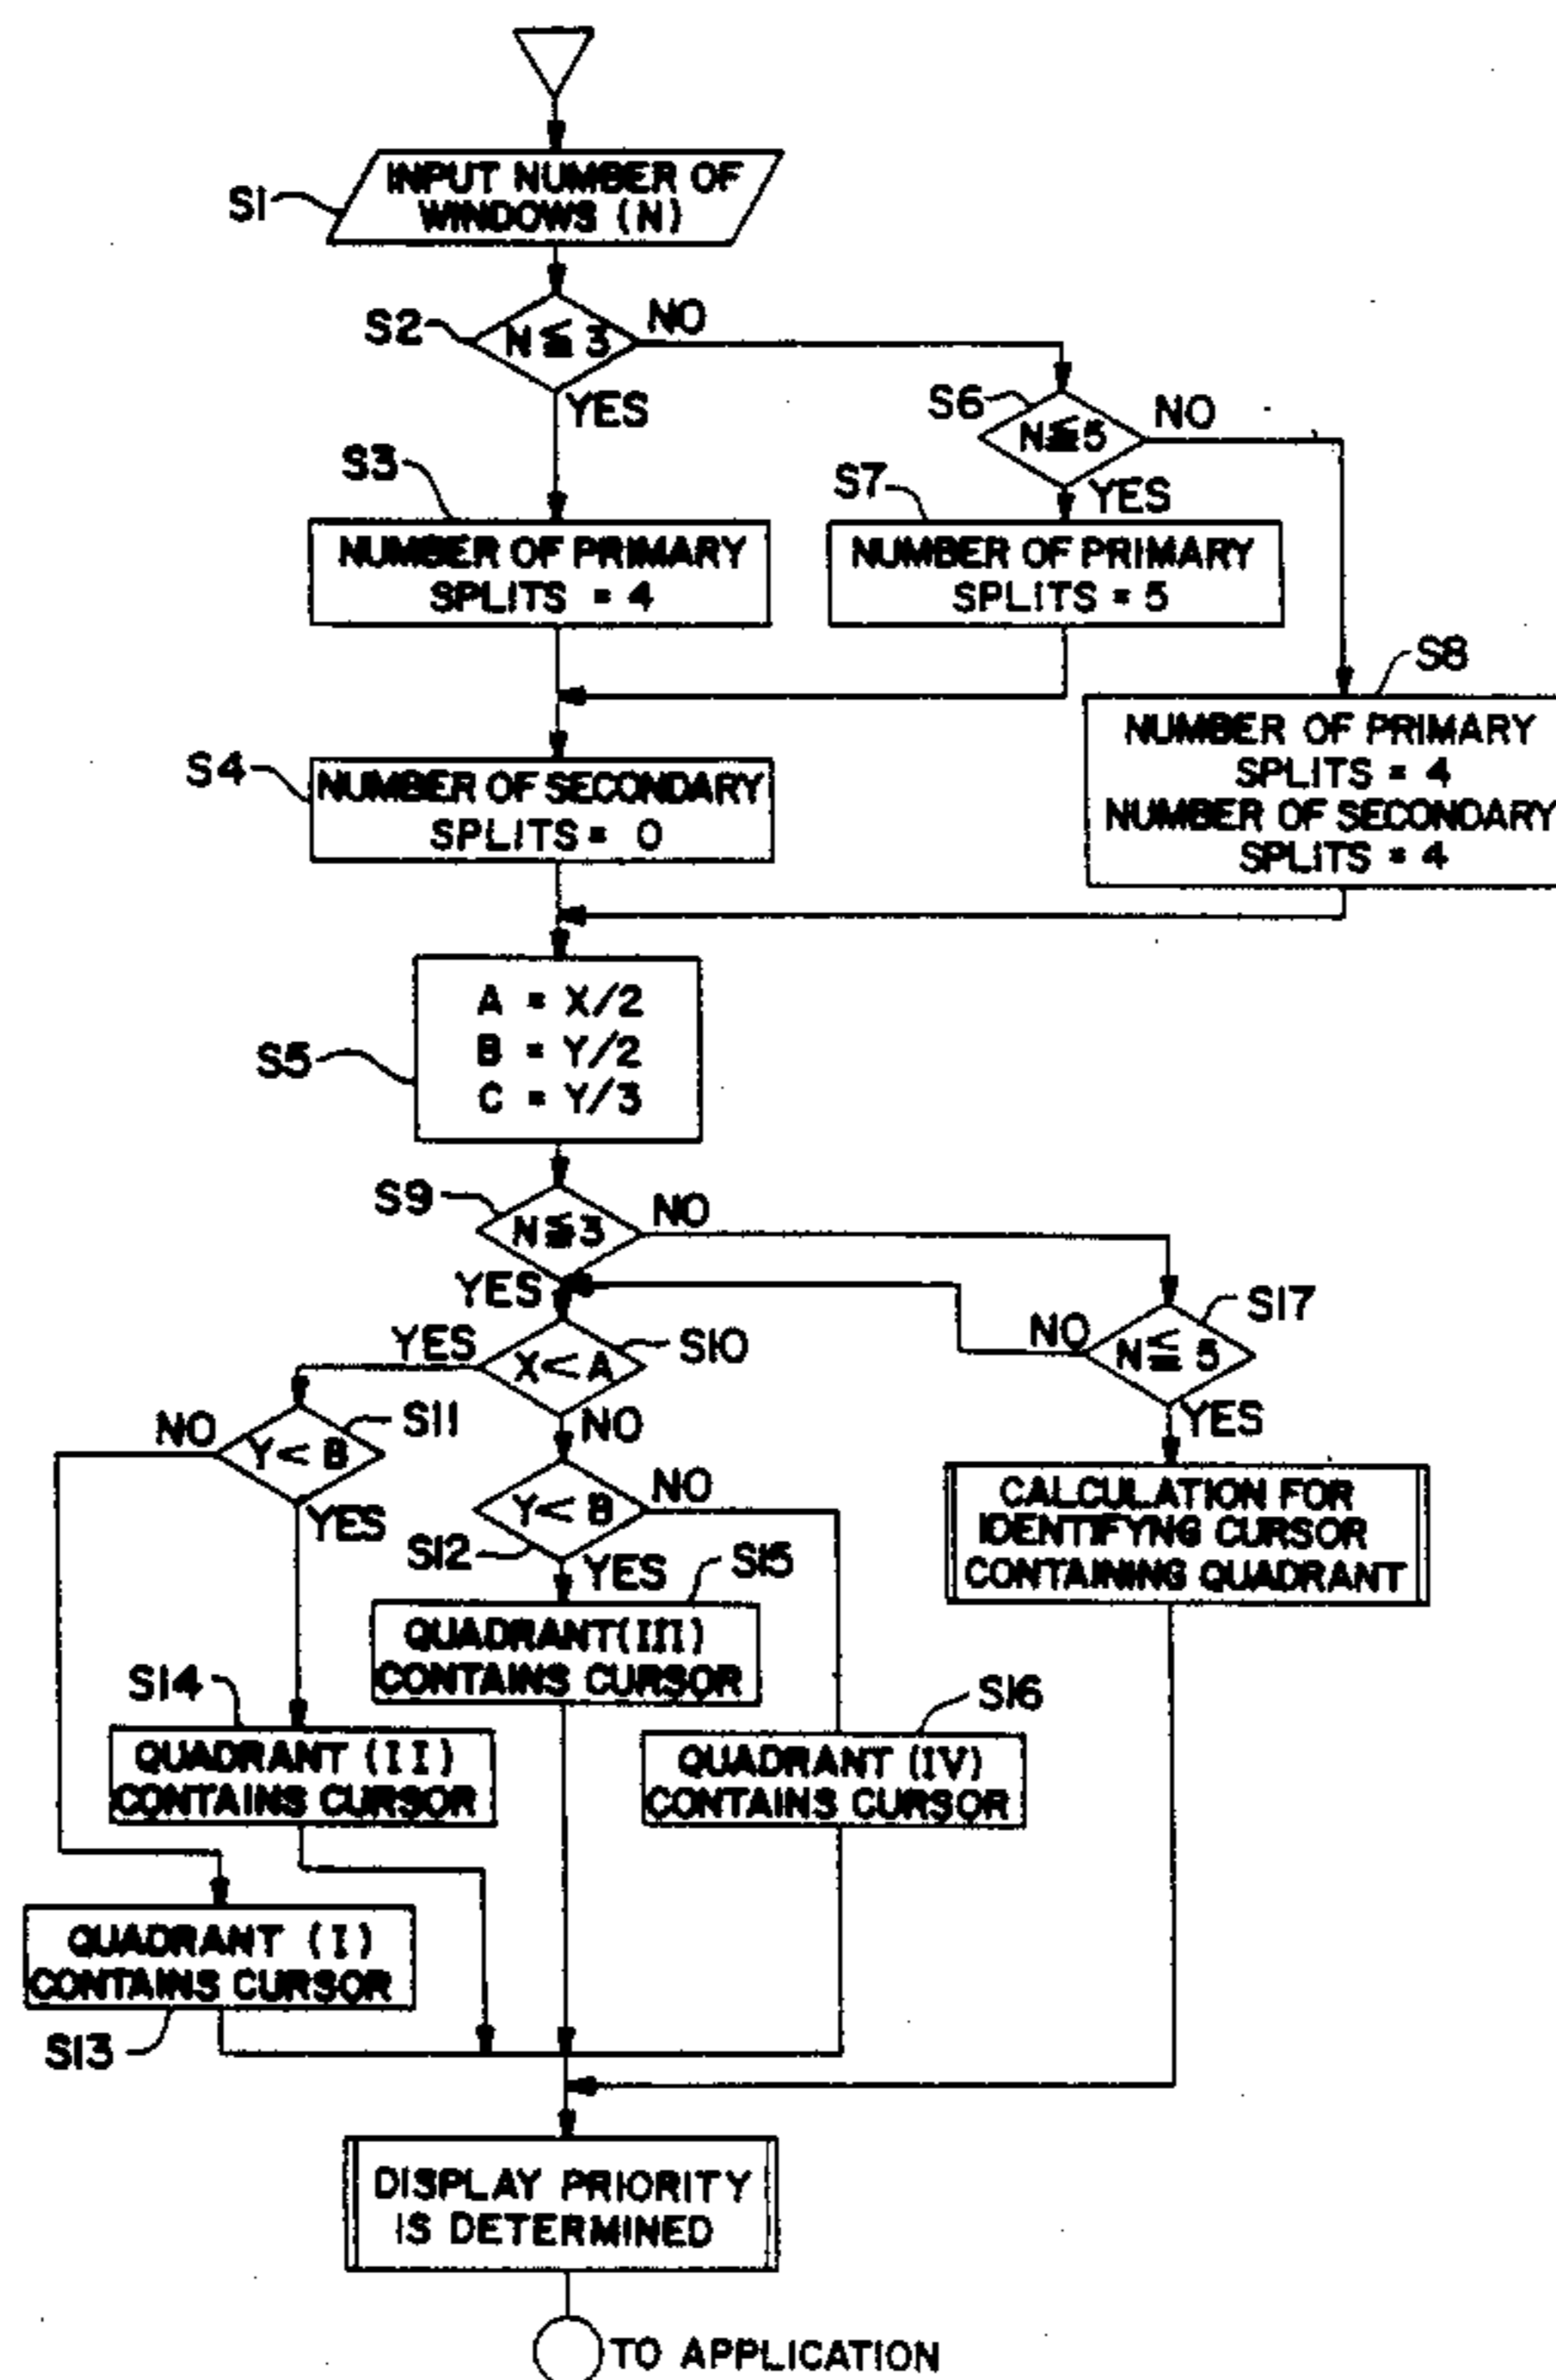 INPUT NUMBER OF
WINDOWS (N)
S1
S2
N ≦ 3
NO
YES
S6
N ≦ 5
NO
YES
S3
NUMBER OF PRIMARY
SPLITS = 4
S7
NUMBER OF PRIMARY
SPLITS = 5
S8
NUMBER OF PRIMARY
SPLITS = 4
NUMBER OF SECONDARY
SPLITS = 4
S4
NUMBER OF SECONDARY
SPLITS = 0
S5
A = X/2
B = Y/2
C = Y/3
S9
N ≦ 3
NO
YES
S17
N ≦ 5
NO
YES
S10
X < A
YES
NO
S11
Y < B
NO
YES
S12
Y < B
NO
YES
CALCULATION FOR
IDENTIFYNG CURSOR
CONTAINING QUADRANT
S15
QUADRANT(III)
CONTAINS CURSOR
S14
QUADRANT (II)
CONTAINS CURSOR
S16
QUADRANT (IV)
CONTAINS CURSOR
QUADRANT (I)
CONTAINS CURSOR
S13
DISPLAY PRIORITY
IS DETERMINED
TO APPLICATION